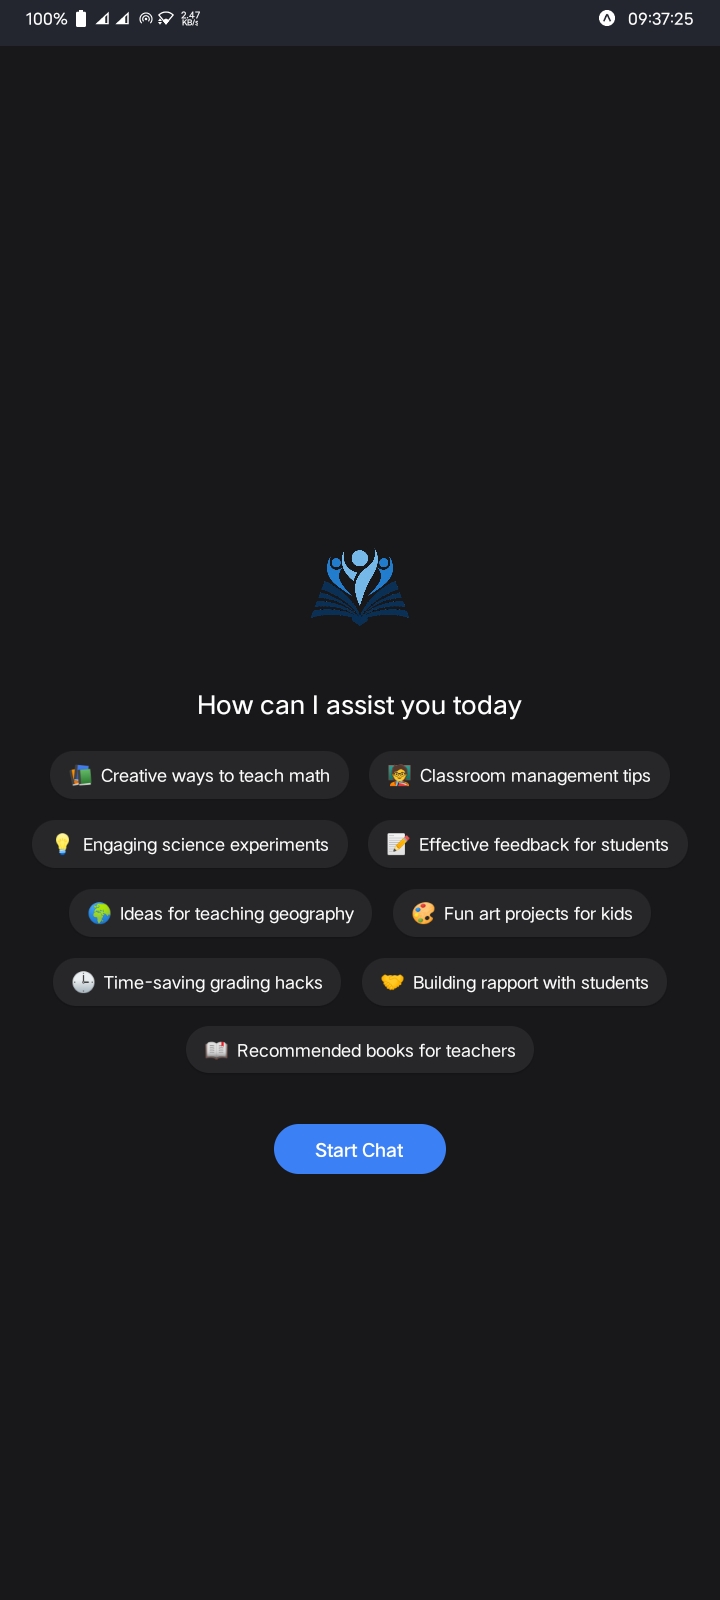 100% 2.47 KB/s 09:37:25
How can I assist you today
Creative ways to teach math
Classroom management tips
Engaging science experiments
Effective feedback for students
Ideas for teaching geography
Fun art projects for kids
Time-saving grading hacks
Building rapport with students
Recommended books for teachers
Start Chat